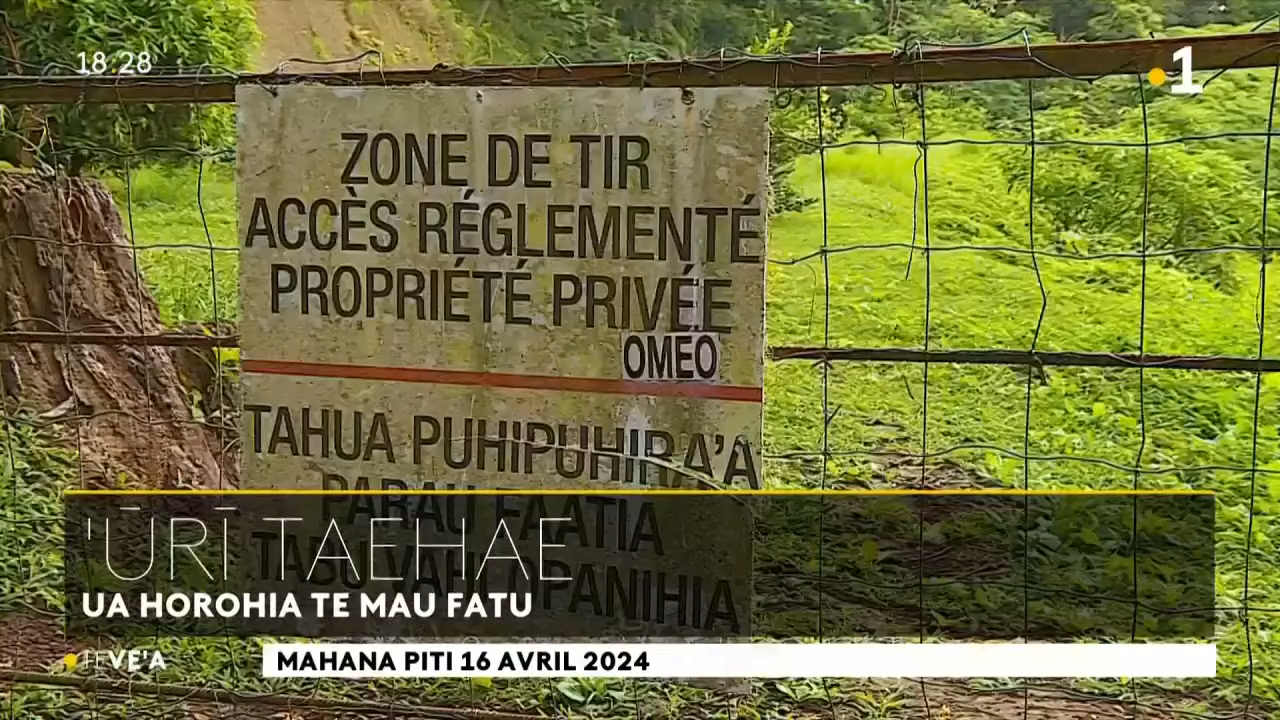 18:28
1
ZONE DE TIR
ACCÈS RÉGLEMENTÉ
PROPRIÉTÉ PRIVÉE
OMÉO
TAHUA PUHIPUHIRA'A
PARAU FAATIA
'ŪRĪ TAEHAE
UA HOROHIA TE MAU FATU
TE VE'A
MAHANA PITI 16 AVRIL 2024